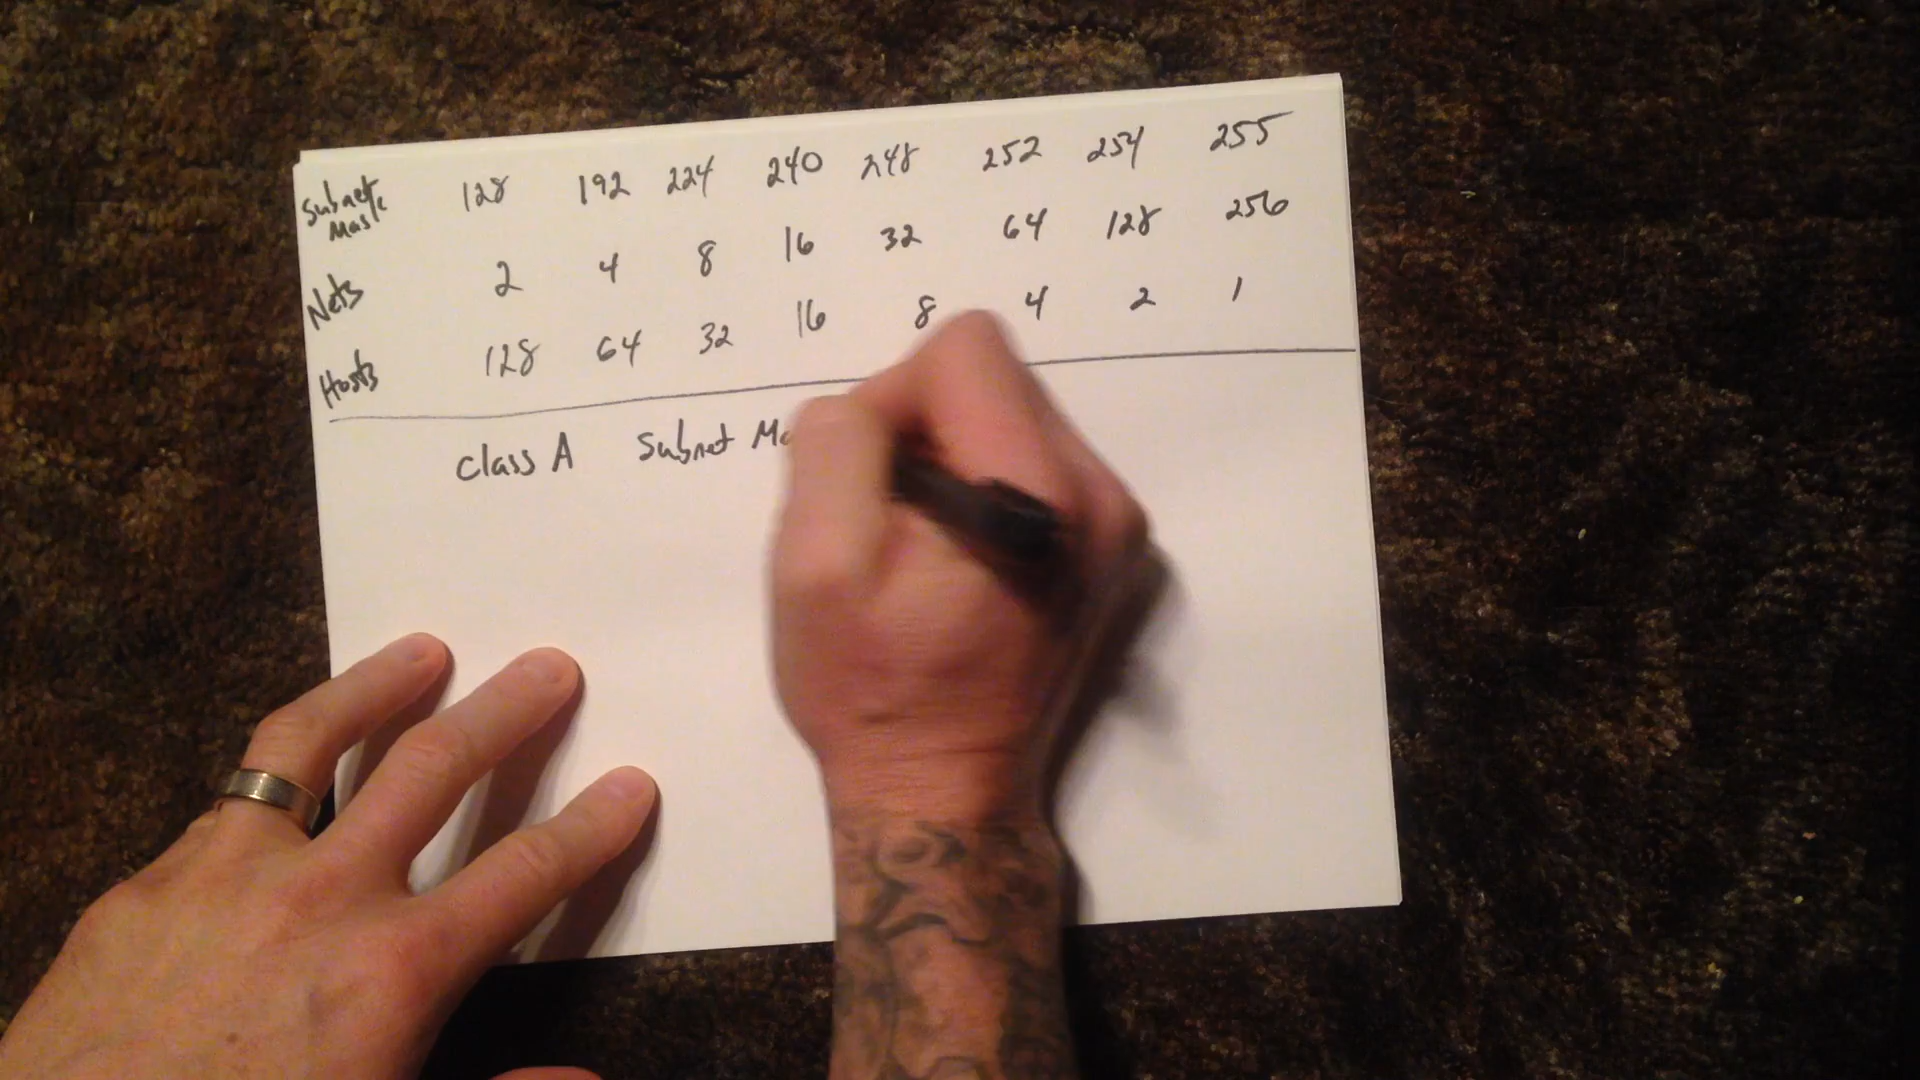 Subnet 128 192 224 240 248 252 254 255
Mask
Nets 2 4 8 16 32 64 128 256
Hosts 128 64 32 16 8 4 2 1
Class A Subnet Ma